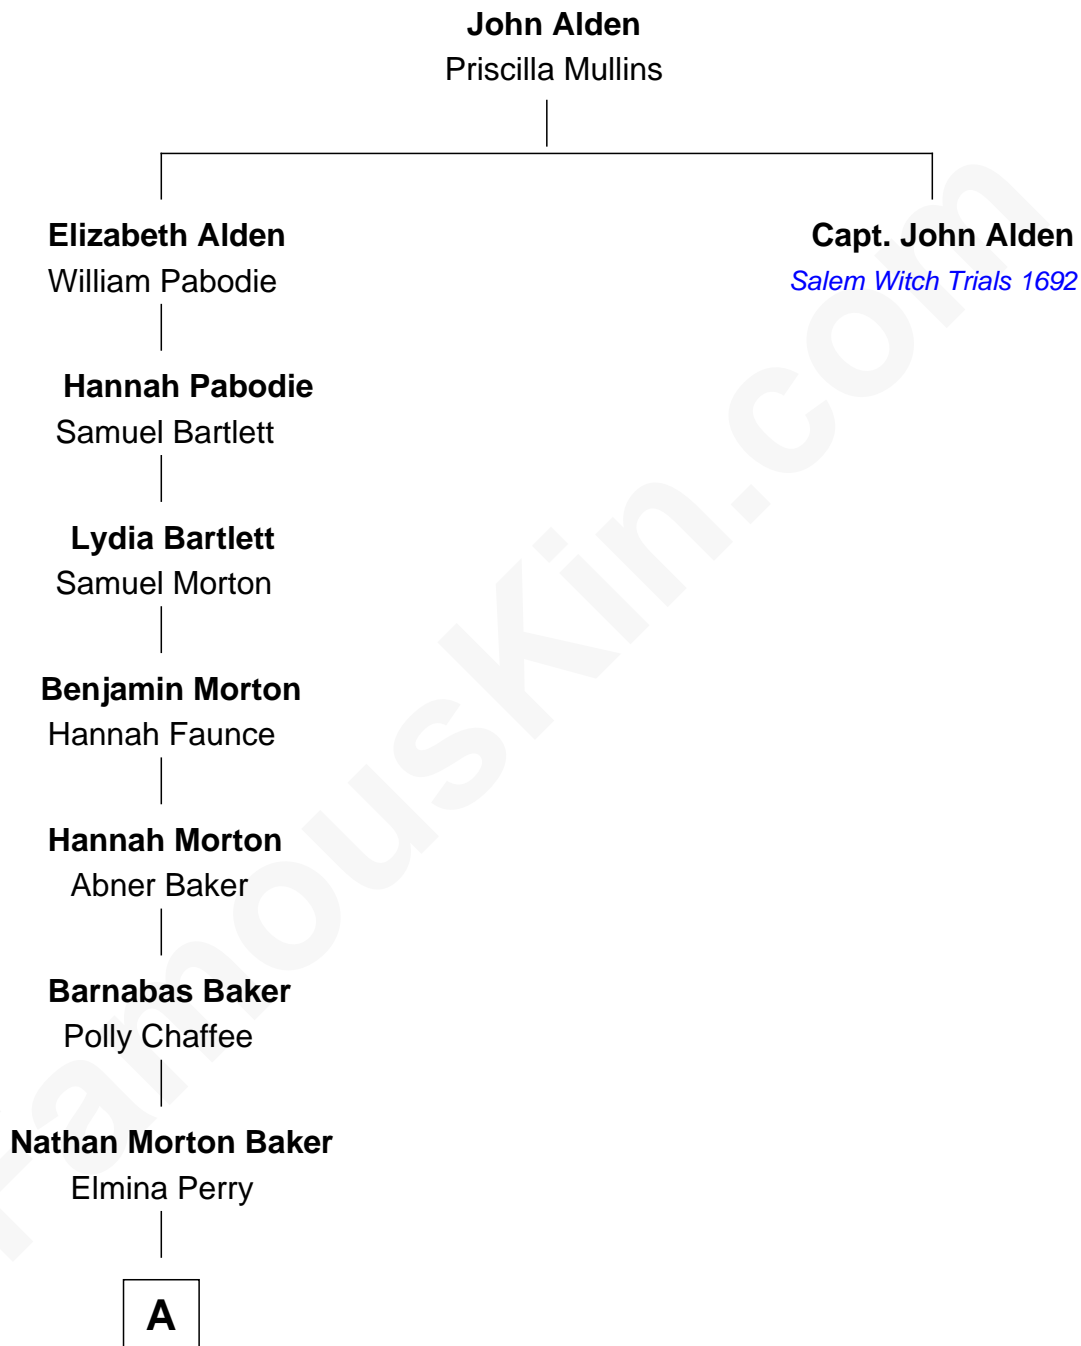 John Alden
Priscilla Mullins
Elizabeth Alden
William Pabodie
Capt. John Alden
Salem Witch Trials 1692
Hannah Pabodie
Samuel Bartlett
Lydia Bartlett
Samuel Morton
Benjamin Morton
Hannah Faunce
Hannah Morton
Abner Baker
Barnabas Baker
Polly Chaffee
Nathan Morton Baker
Elmina Perry
A
FamousKin.com